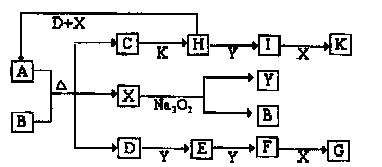 D+X
C K H Y I X K
A
Δ
X Na₂O₂ Y
B B
D Y E Y F X G